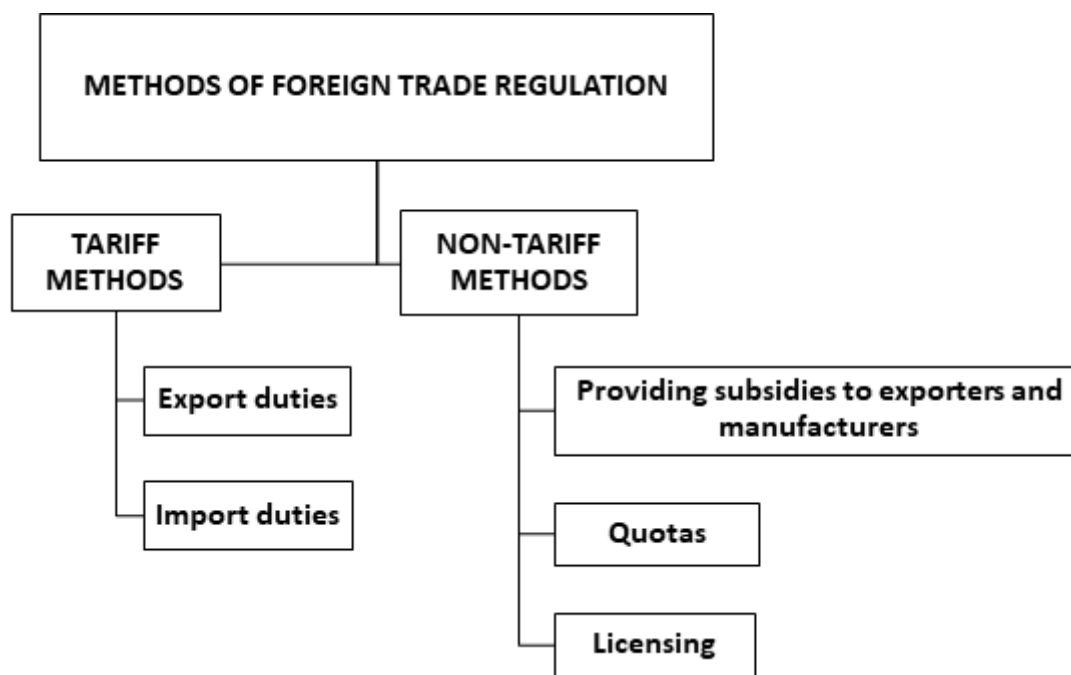 METHODS OF FOREIGN TRADE REGULATION
TARIFF
METHODS
NON-TARIFF
METHODS
Export duties
Import duties
Providing subsidies to exporters and
manufacturers
Quotas
Licensing